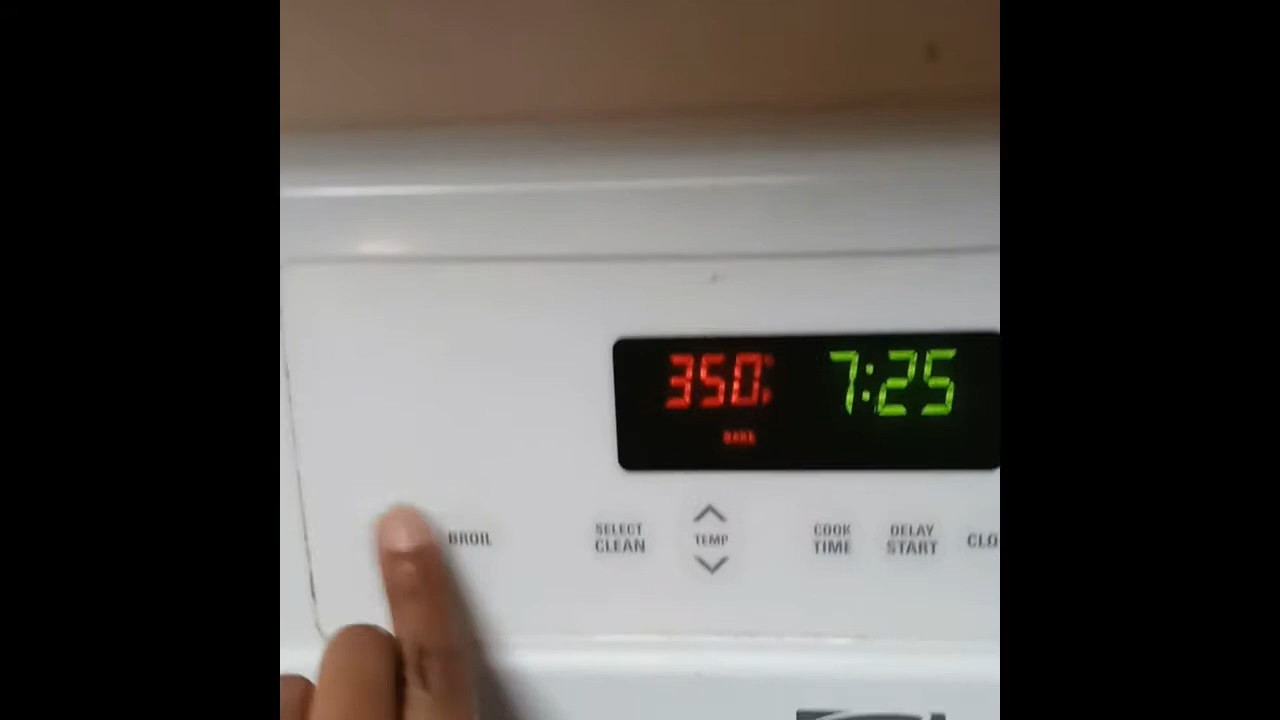 350°F 7:25
BAKE
BROIL
SELECT
CLEAN
TEMP
COOK
TIME
DELAY
START
CLO